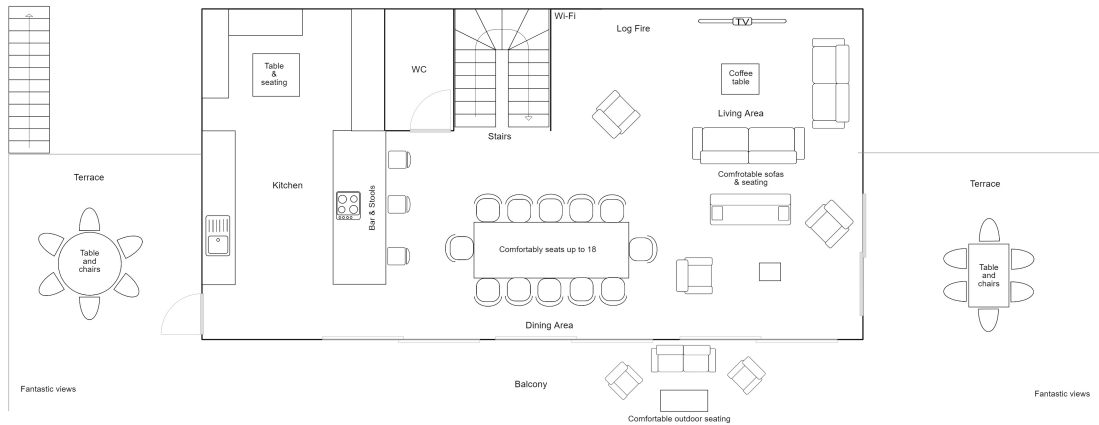 Wi-Fi
TV
Log Fire
Table
&
seating
WC
Coffee
table
Living Area
Stairs
Terrace
Kitchen
Bar & Stools
Comfrotable sofas
& seating
Terrace
Table
and
chairs
Comfortably seats up to 18
Table
and
chairs
Dining Area
Balcony
Fantastic views
Fantastic views
Comfortable outdoor seating